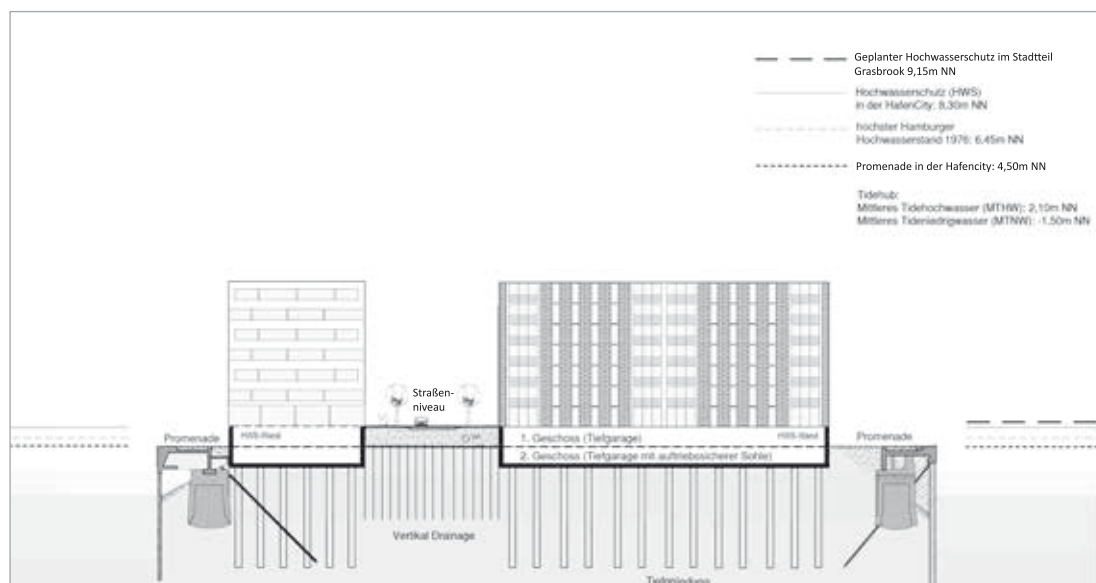 Geplanter Hochwasserschutz im Stadtteil
Grasbrook 9,15m NN
Hochwasserschutz (HWS)
in der HafenCity: 8,30m NN
höchster Hamburger
Hochwasserstand 1976: 6,45m NN
Promenade in der Hafencity: 4,50m NN
Tidehub:
Mittleres Tidehochwasser (MTHW): 2,10m NN
Mittleres Tideniedrigwasser (MTNW): -1,50m NN
Straßen-
niveau
Promenade
HWS-Wand
1. Geschoss (Tiefgarage)
HWS-Wand
Promenade
2. Geschoss (Tiefgarage mit auftriebssicherer Sohle)
Vertikal Drainage
Tiefgründung